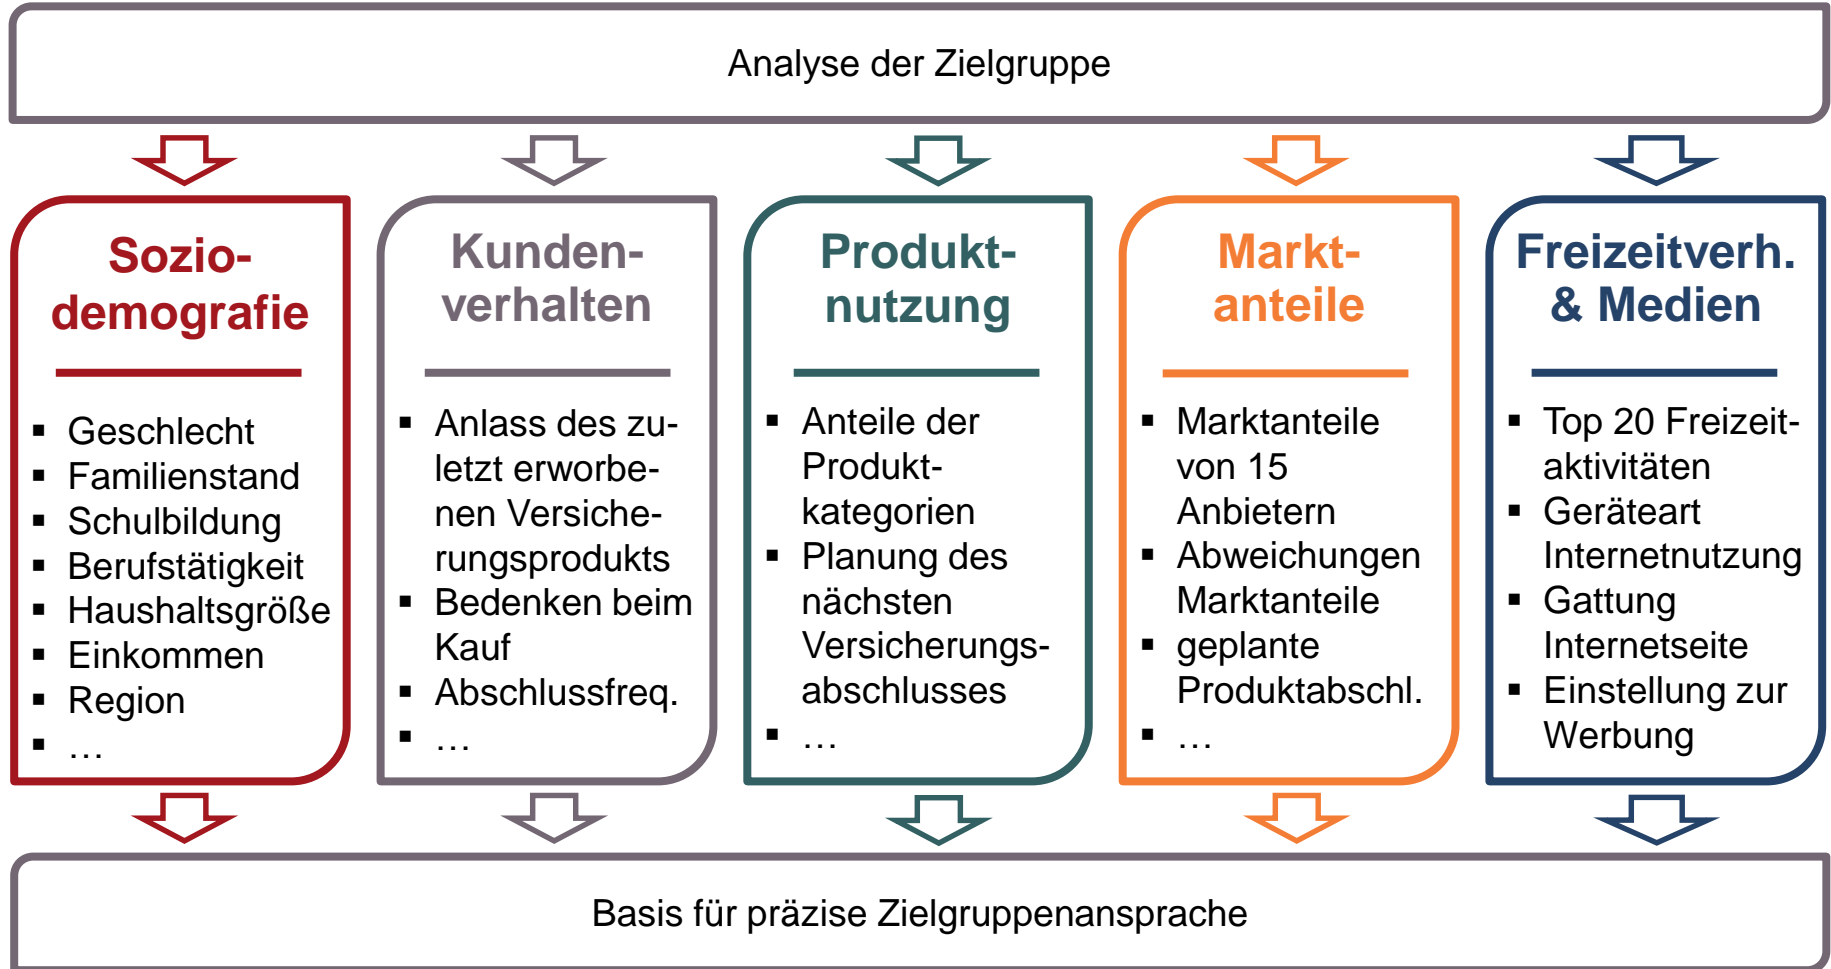 Analyse der Zielgruppe
Sozio-
demografie
▪ Geschlecht
▪ Familienstand
▪ Schulbildung
▪ Berufstätigkeit
▪ Haushaltsgröße
▪ Einkommen
▪ Region
▪ …
Kunden-
verhalten
▪ Anlass des zu-
letzt erworbe-
nen Versiche-
rungsprodukts
▪ Bedenken beim
Kauf
▪ Abschlussfreq.
▪ …
Produkt-
nutzung
▪ Anteile der
Produkt-
kategorien
▪ Planung des
nächsten
Versicherungs-
abschlusses
▪ …
Markt-
anteile
▪ Marktanteile
von 15
Anbietern
▪ Abweichungen
Marktanteile
▪ geplante
Produktabschl.
▪ …
Freizeitverh.
& Medien
▪ Top 20 Freizeit-
aktivitäten
▪ Geräteart
Internetnutzung
▪ Gattung
Internetseite
▪ Einstellung zur
Werbung
Basis für präzise Zielgruppenansprache